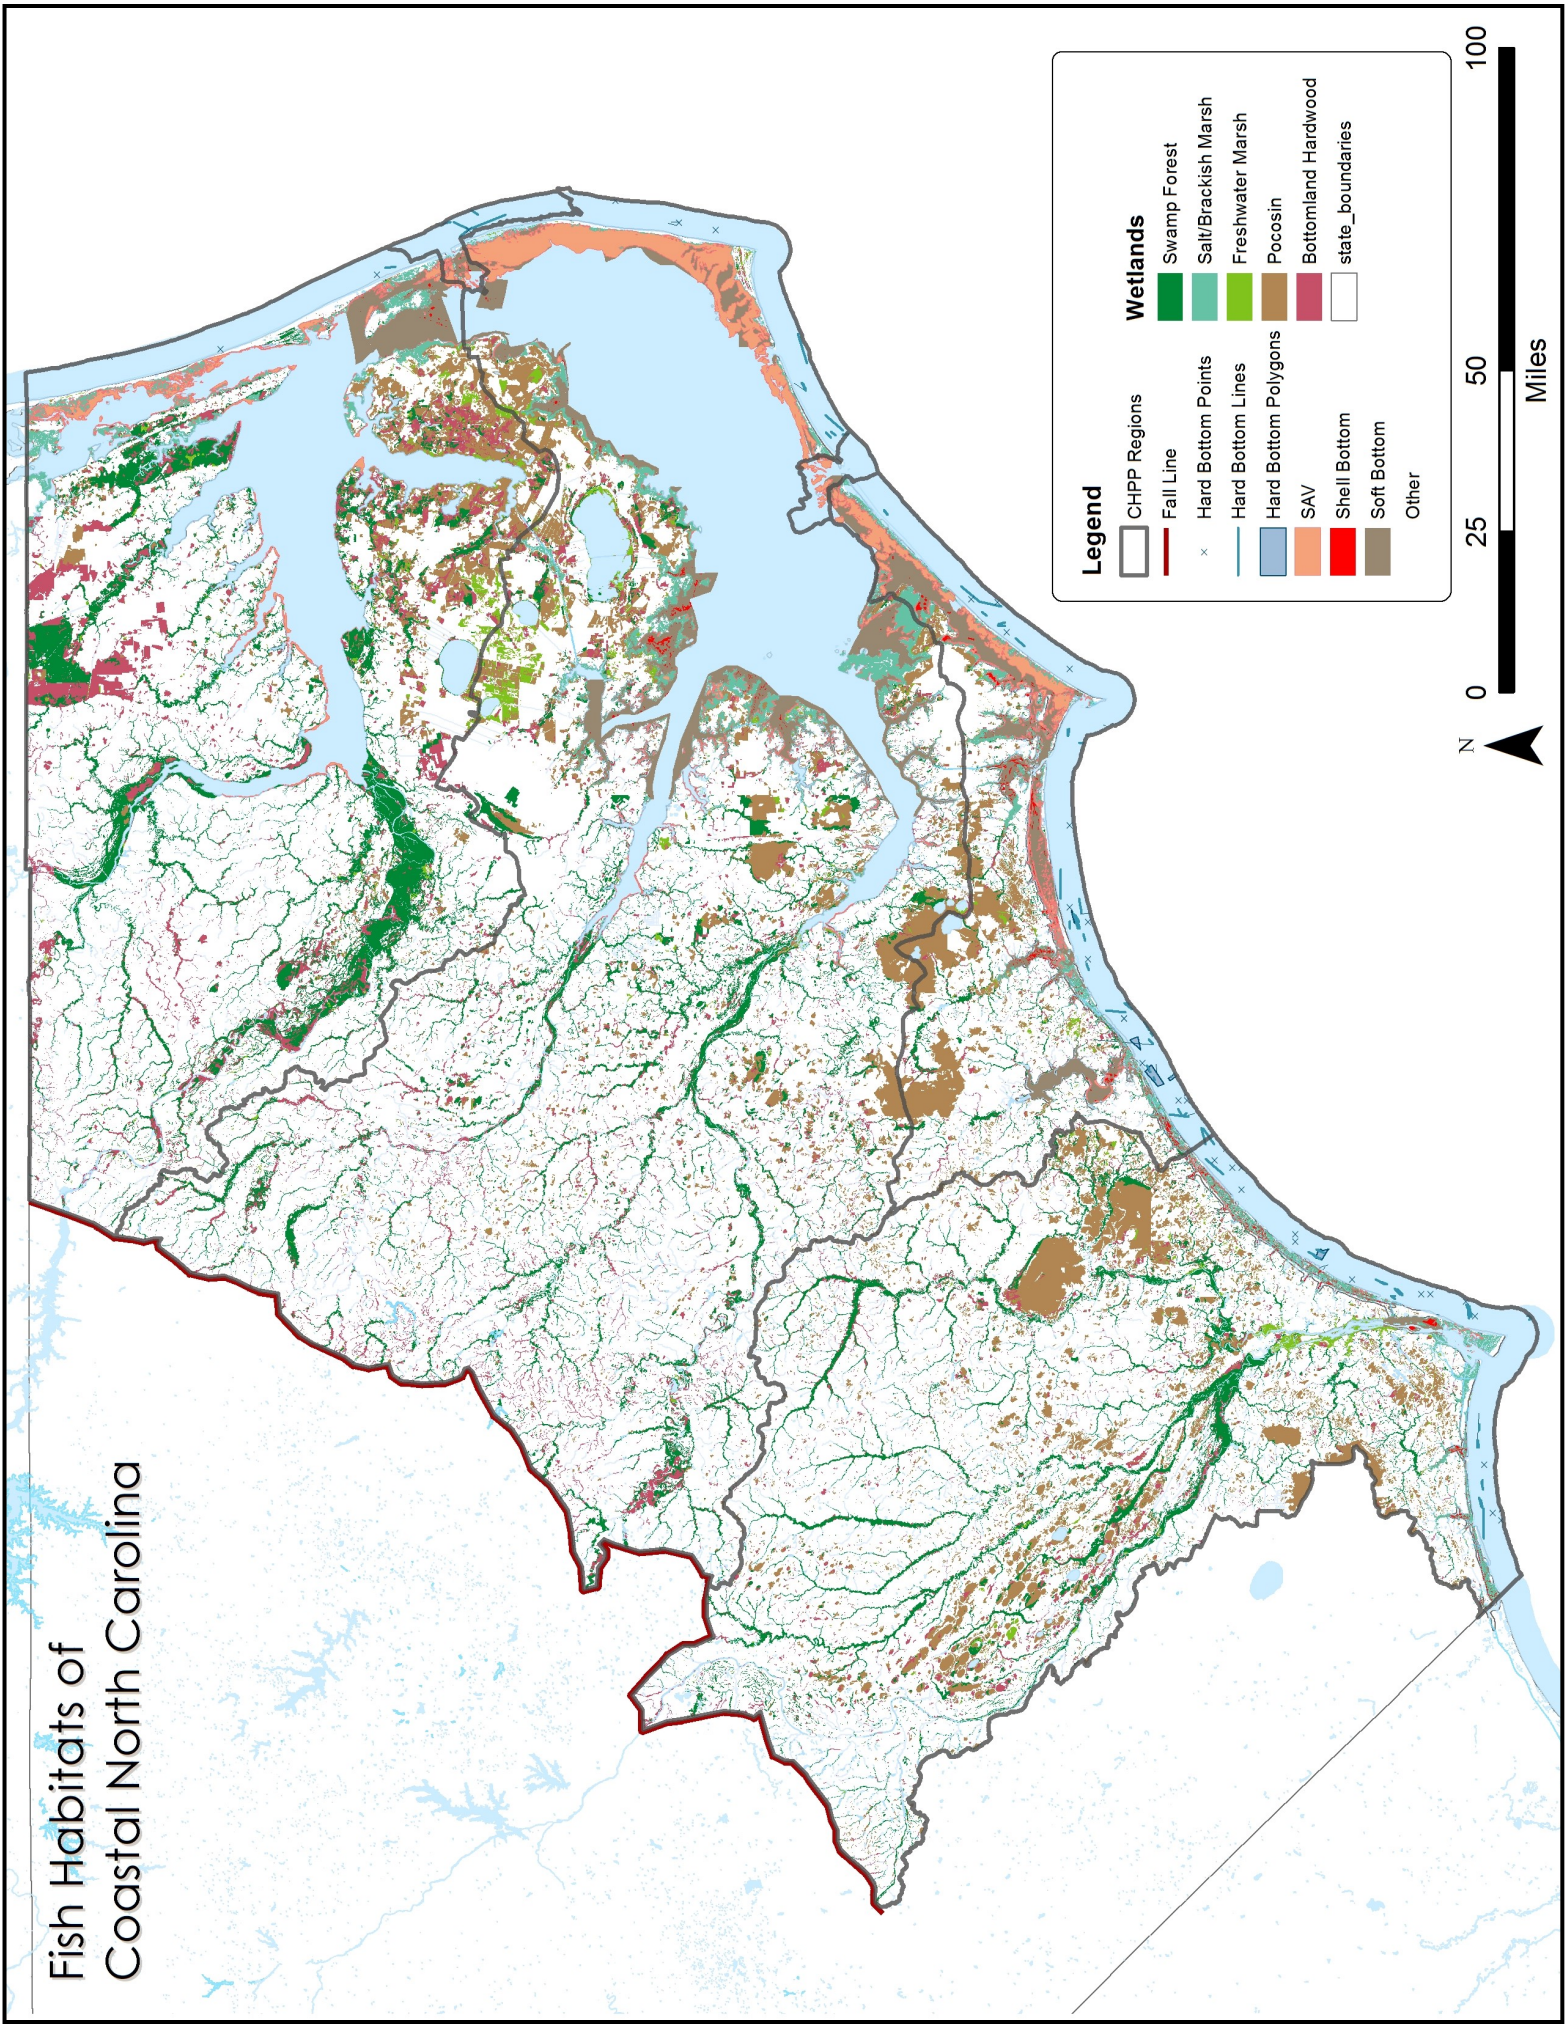 Fish Habitats of
Coastal North Carolina
Legend
CHPP Regions
Fall Line
Hard Bottom Points
Hard Bottom Lines
Hard Bottom Polygons
SAV
Shell Bottom
Soft Bottom
Other
Wetlands
Swamp Forest
Salt/Brackish Marsh
Freshwater Marsh
Pocosin
Bottomland Hardwood
state_boundaries
N
0 25 50 100
Miles